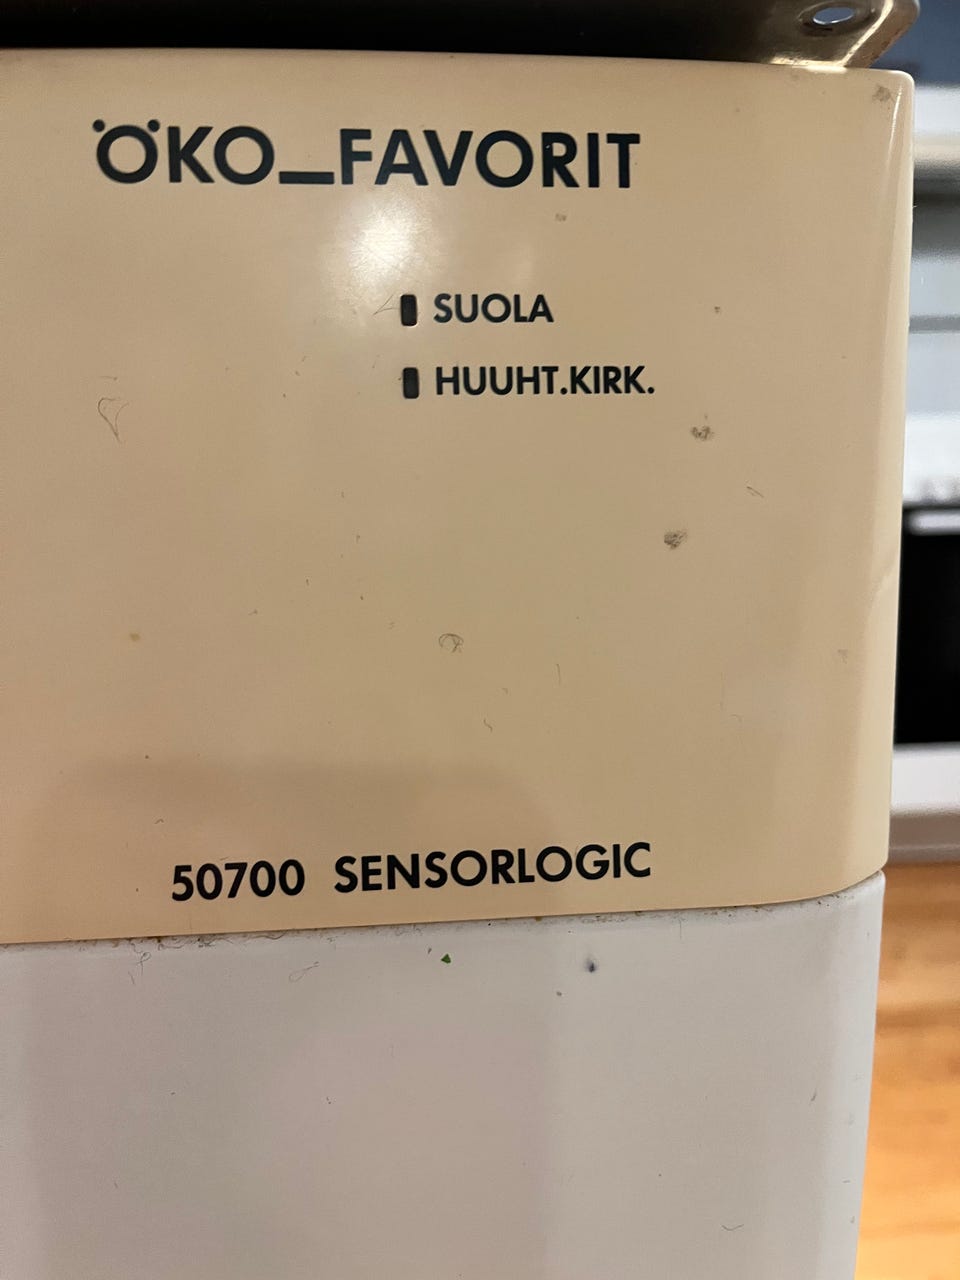 ÖKO_FAVORIT
SUOLA
HUUHT.KIRK.
50700 SENSORLOGIC